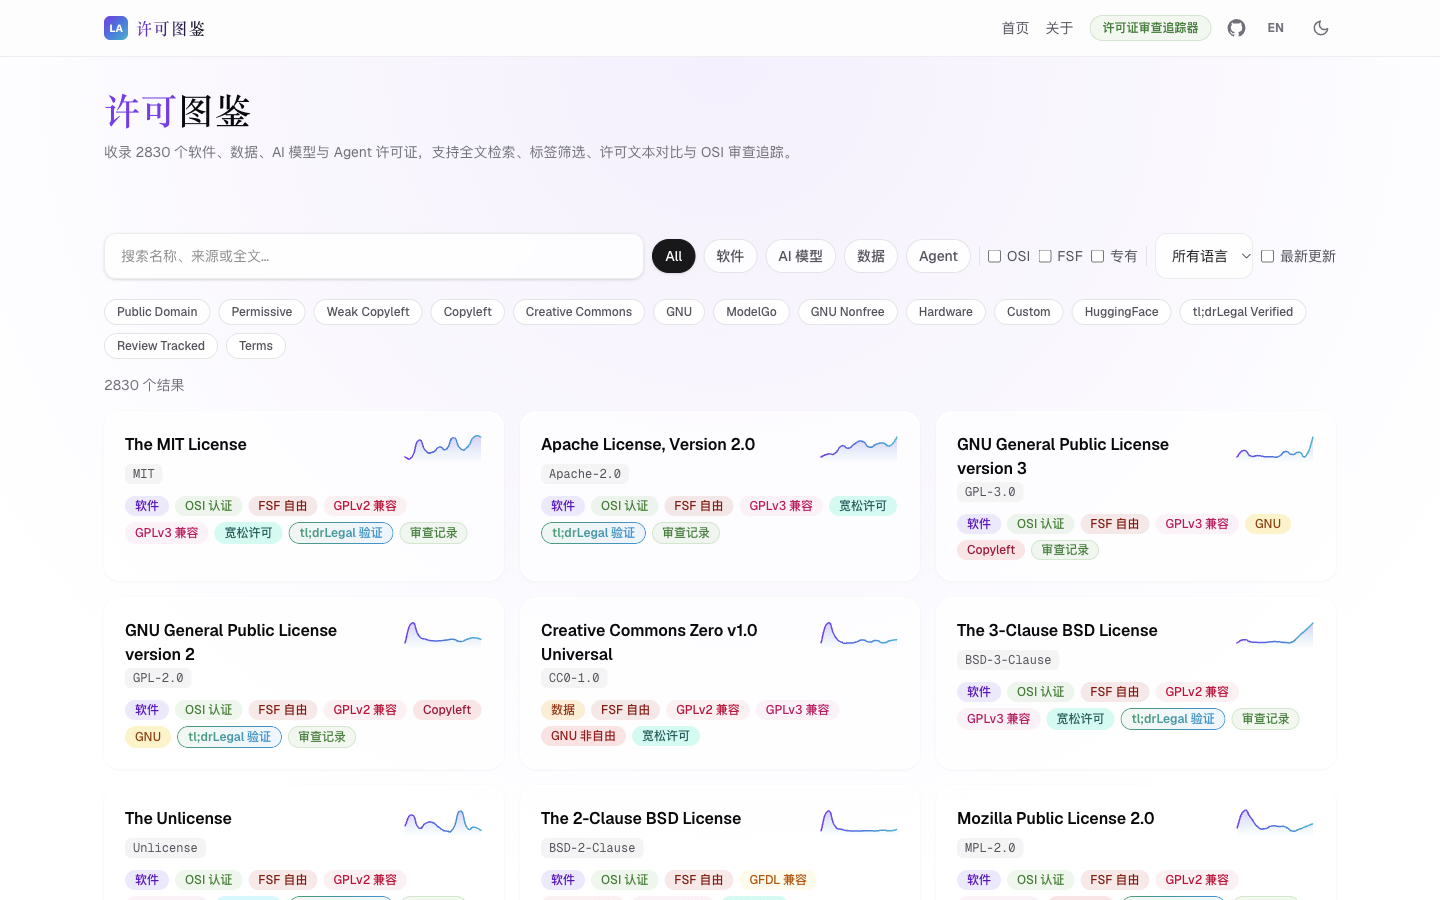 LA 许可图鉴 首页 关于 许可证审查追踪器 EN
许可图鉴
收录 2830 个软件、数据、AI 模型与 Agent 许可证，支持全文检索、标签筛选、许可文本对比与 OSI 审查追踪。
搜索名称、来源或全文... All 软件 AI 模型 数据 Agent OSI FSF 专有 所有语言 最新更新
Public Domain Permissive Weak Copyleft Copyleft Creative Commons GNU ModelGo GNU Nonfree Hardware Custom HuggingFace tl;drLegal Verified
Review Tracked Terms
2830 个结果
The MIT License
MIT
软件 OSI 认证 FSF 自由 GPLv2 兼容
GPLv3 兼容 宽松许可 tl;drLegal 验证 审查记录
Apache License, Version 2.0
Apache-2.0
软件 OSI 认证 FSF 自由 GPLv3 兼容 宽松许可
tl;drLegal 验证 审查记录
GNU General Public License
version 3
GPL-3.0
软件 OSI 认证 FSF 自由 GPLv3 兼容 GNU
Copyleft 审查记录
GNU General Public License
version 2
GPL-2.0
软件 OSI 认证 FSF 自由 GPLv2 兼容 Copyleft
GNU tl;drLegal 验证 审查记录
Creative Commons Zero v1.0
Universal
CC0-1.0
数据 FSF 自由 GPLv2 兼容 GPLv3 兼容
GNU 非自由 宽松许可
The 3-Clause BSD License
BSD-3-Clause
软件 OSI 认证 FSF 自由 GPLv2 兼容
GPLv3 兼容 宽松许可 tl;drLegal 验证 审查记录
The Unlicense
Unlicense
软件 OSI 认证 FSF 自由 GPLv2 兼容
The 2-Clause BSD License
BSD-2-Clause
软件 OSI 认证 FSF 自由 GFDL 兼容
Mozilla Public License 2.0
MPL-2.0
软件 OSI 认证 FSF 自由 GPLv2 兼容